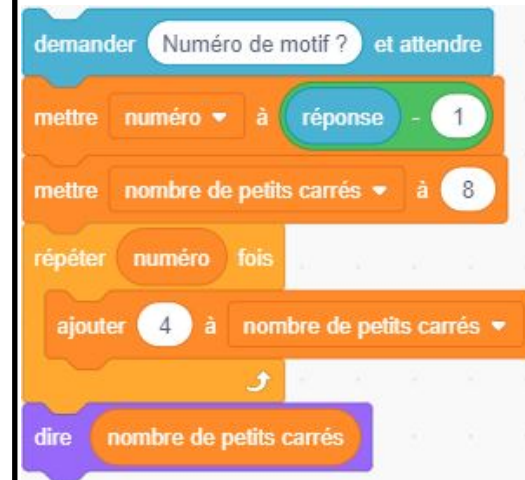 demander Numéro de motif ? et attendre
mettre numéro à réponse - 1
mettre nombre de petits carrés à 8
répéter numéro fois
ajouter 4 à nombre de petits carrés
dire nombre de petits carrés